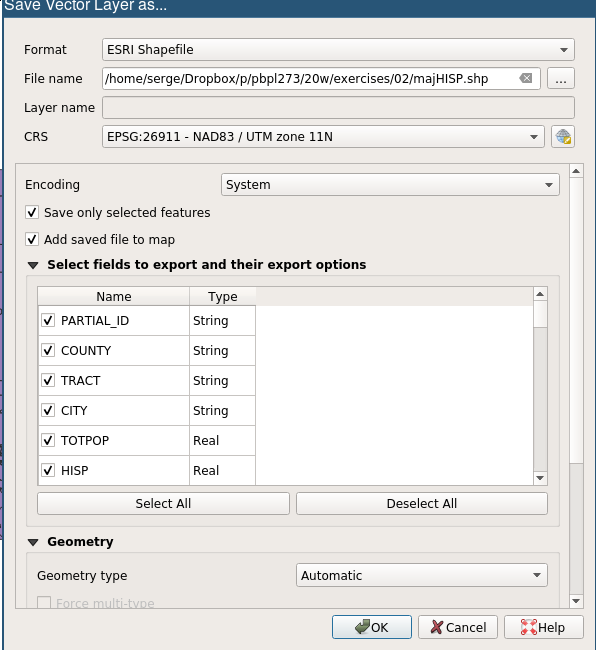 Save Vector Layer as...
Format ESRI Shapefile
File name /home/serge/Dropbox/p/pbpl273/20w/exercises/02/majHISP.shp ...
Layer name
CRS EPSG:26911 - NAD83 / UTM zone 11N
Encoding System
Save only selected features
Add saved file to map
Select fields to export and their export options
Name Type
PARTIAL_ID String
COUNTY String
TRACT String
CITY String
TOTPOP Real
HISP Real
Select All Deselect All
Geometry
Geometry type Automatic
Force multi-type
OK Cancel Help